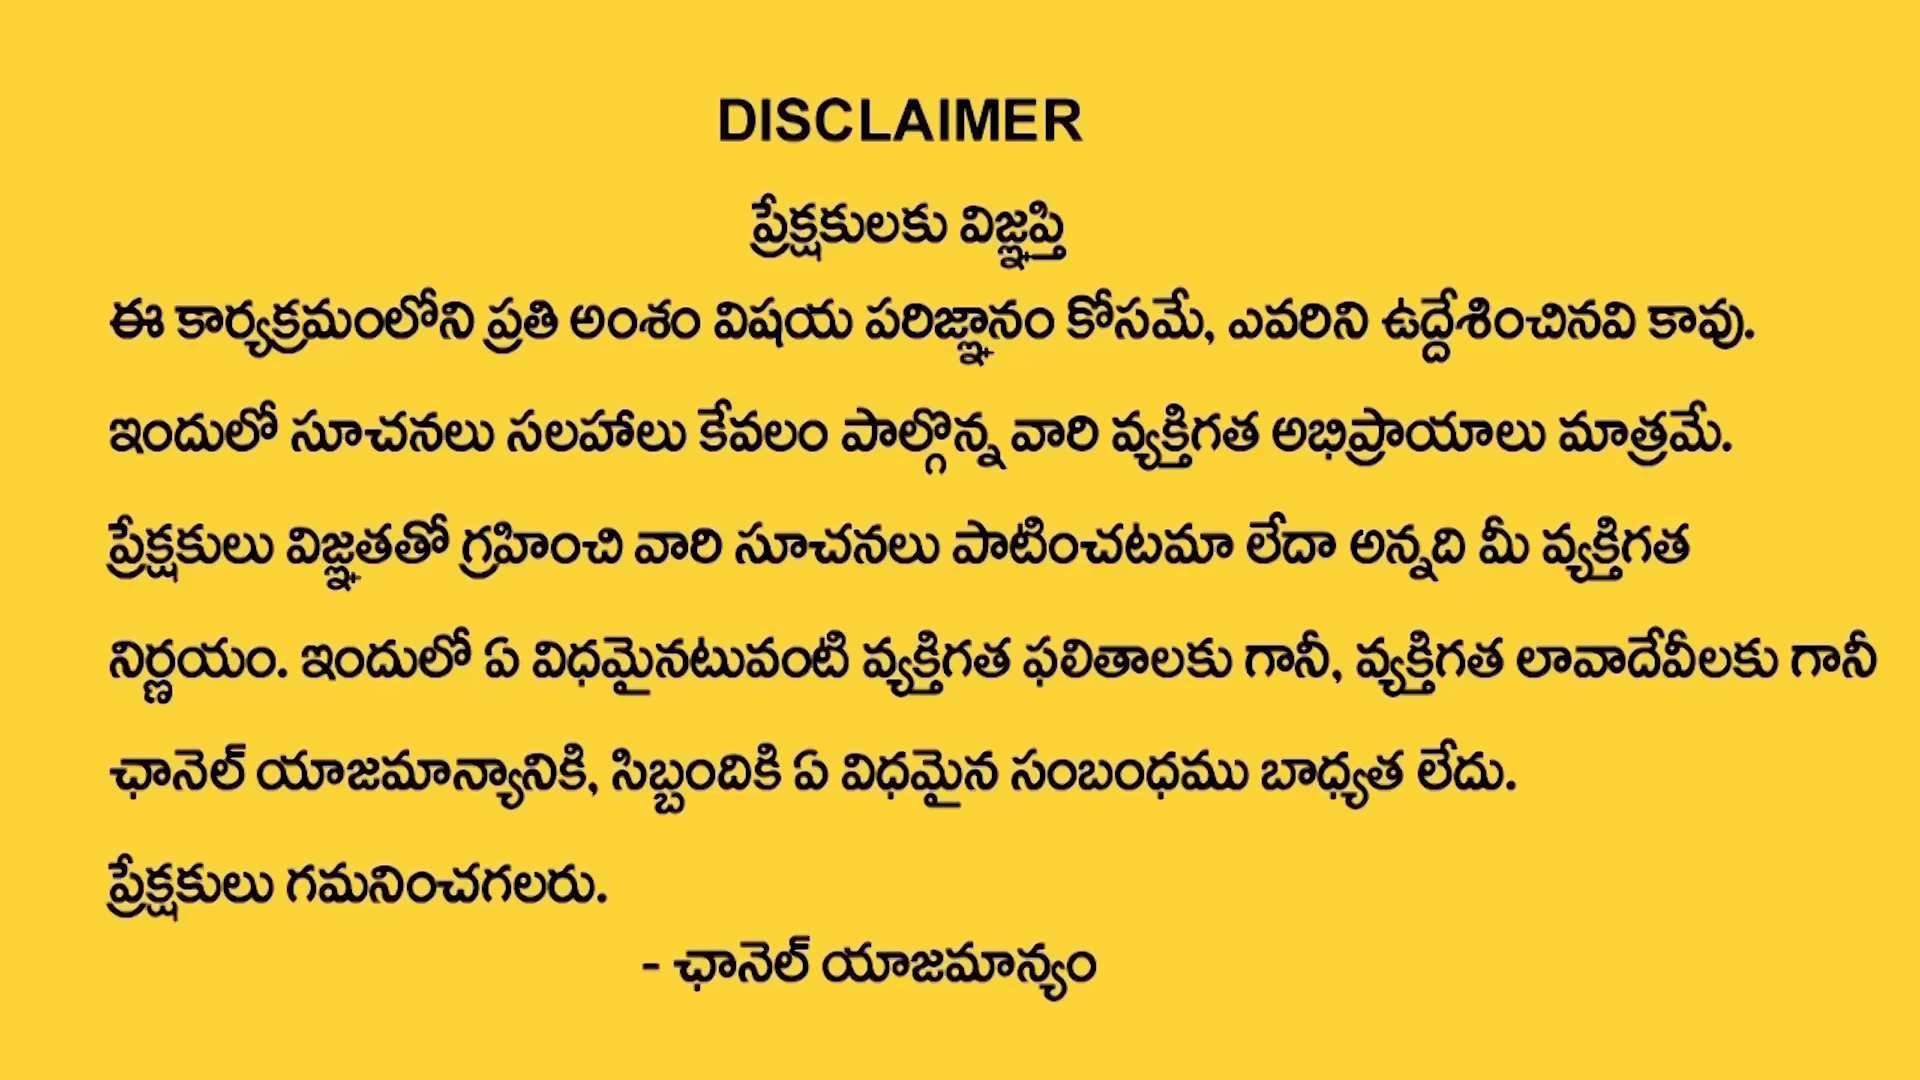 DISCLAIMER
ప్రేక్షకులకు విజ్ఞప్తి
ఈ కార్యక్రమంలోని ప్రతి అంశం విషయ పరిజ్ఞానం కోసమే, ఎవరిని ఉద్దేశించినవి కావు.
ఇందులో సూచనలు సలహాలు కేవలం పాల్గొన్న వారి వ్యక్తిగత అభిప్రాయాలు మాత్రమే.
ప్రేక్షకులు విజ్ఞతతో గ్రహించి వారి సూచనలు పాటించటమా లేదా అన్నది మీ వ్యక్తిగత
నిర్ణయం. ఇందులో ఏ విధమైనటువంటి వ్యక్తిగత ఫలితాలకు గానీ, వ్యక్తిగత లావాదేవీలకు గానీ
ఛానెల్ యాజమాన్యానికి, సిబ్బందికి ఏ విధమైన సంబంధము బాధ్యత లేదు.
ప్రేక్షకులు గమనించగలరు.
- ఛానెల్ యాజమాన్యం